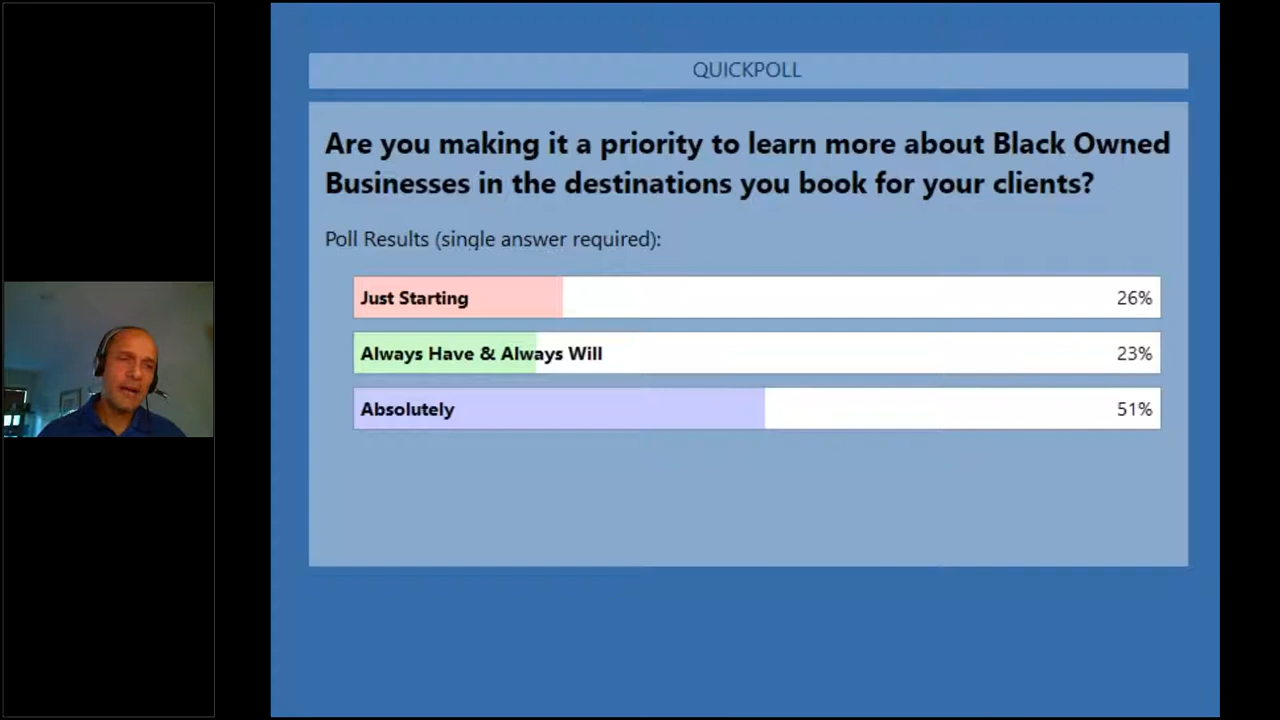 QUICKPOLL
Are you making it a priority to learn more about Black Owned
Businesses in the destinations you book for your clients?
Poll Results (single answer required):
Just Starting 26%
Always Have & Always Will 23%
Absolutely 51%